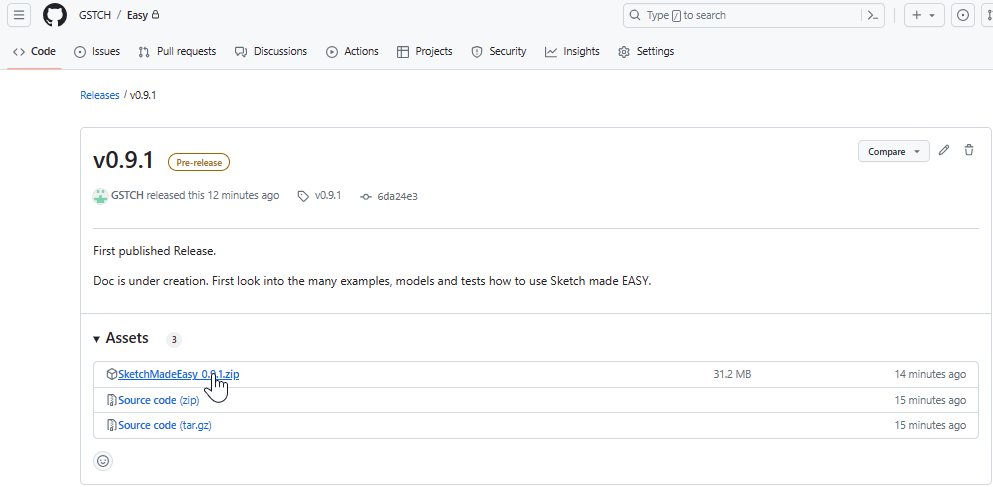 GSTCH / Easy
Type / to search
Code
Issues
Pull requests
Discussions
Actions
Projects
Security
Insights
Settings
Releases / v0.9.1
v0.9.1 Pre-release
Compare
GSTCH released this 12 minutes ago v0.9.1 6da24e3
First published Release.
Doc is under creation. First look into the many examples, models and tests how to use Sketch made EASY.
Assets 3
SketchMadeEasy_0.9.1.zip 31.2 MB 14 minutes ago
Source code (zip) 15 minutes ago
Source code (tar.gz) 15 minutes ago